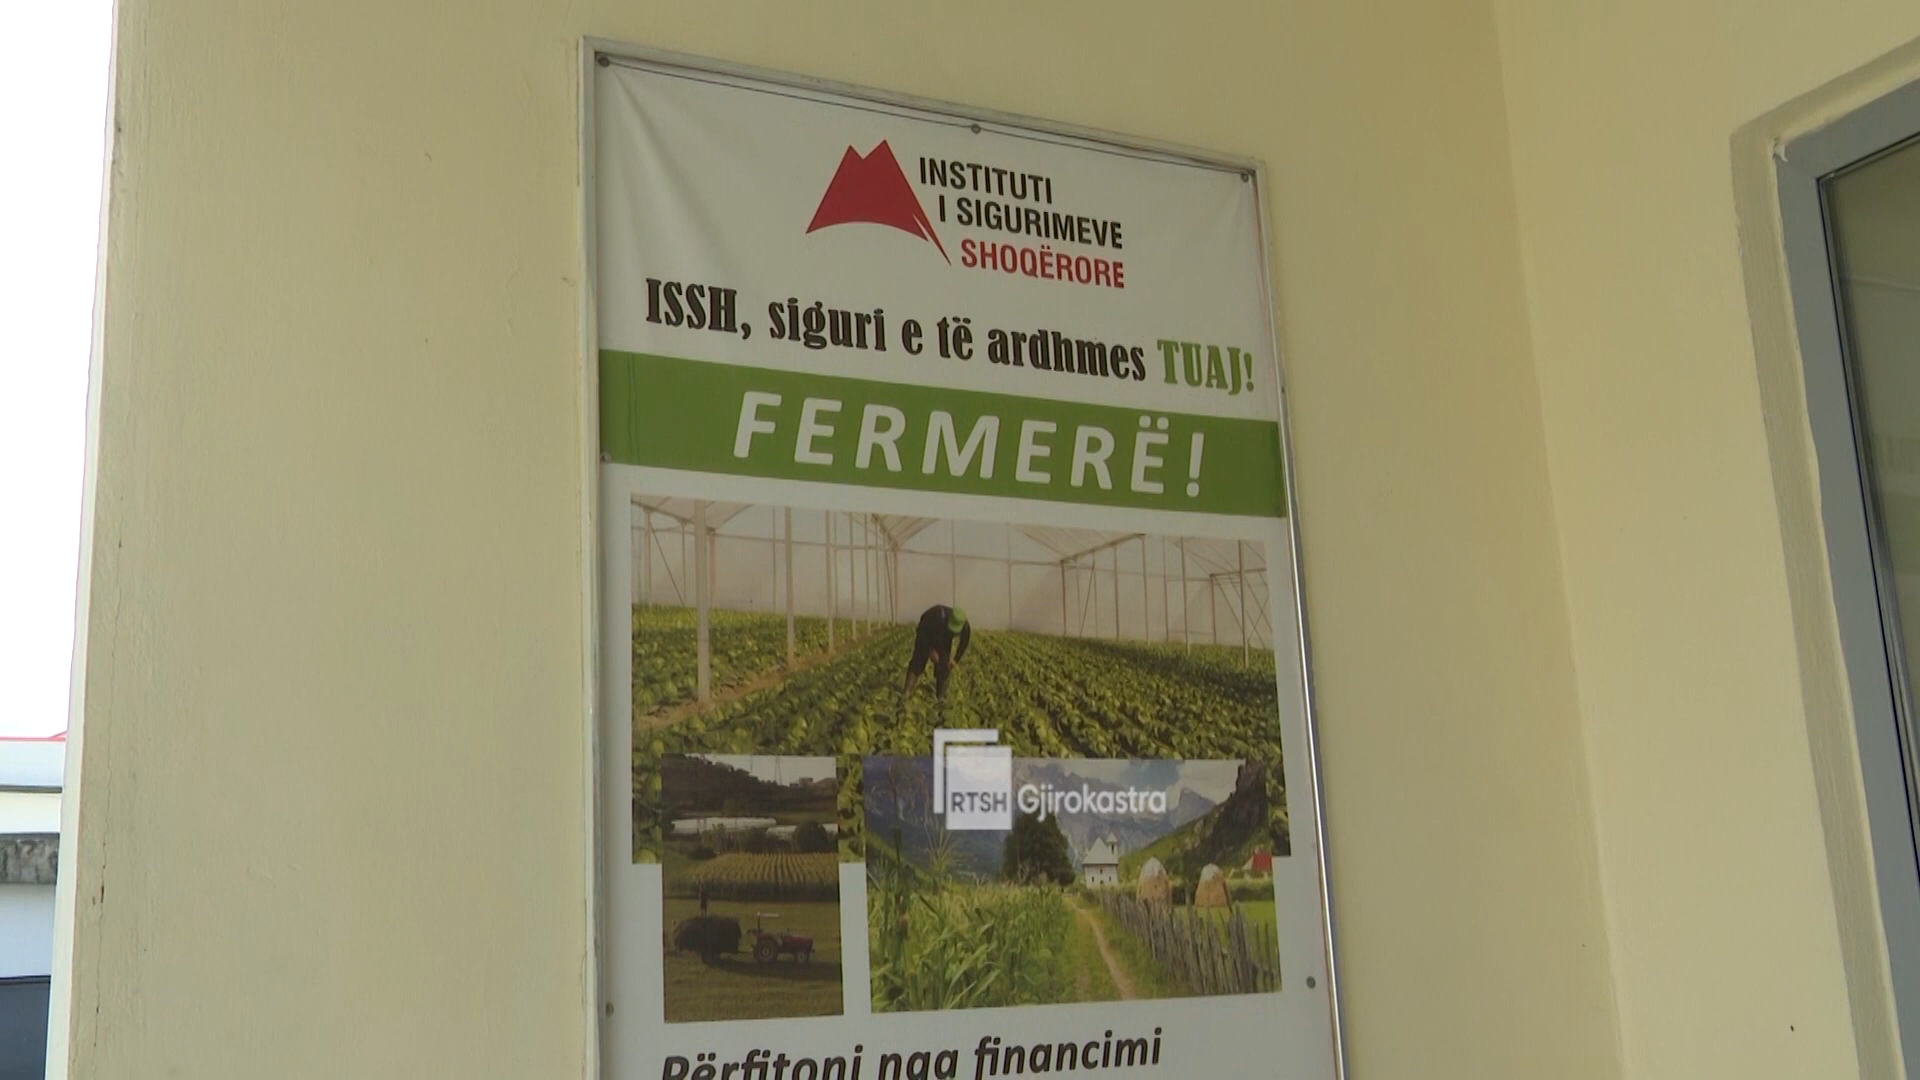 INSTITUTI
I SIGURIMEVE
SHOQËRORE
ISSH, siguri e të ardhmes TUAJ!
FERMERË!
RTSH Gjirokastra
Përfitoni nga financimi